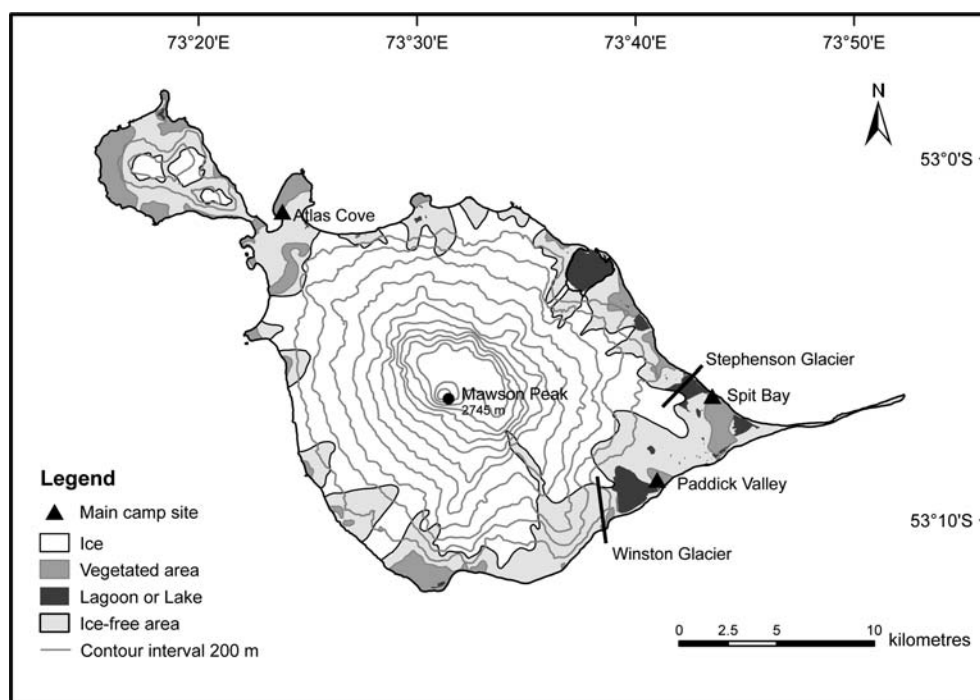 73°20'E
73°30'E
73°40'E
73°50'E
N
53°0'S
Atlas Cove
Stephenson Glacier
Mawson Peak
2745 m
Spit Bay
Paddick Valley
53°10'S
Winston Glacier
Legend
Main camp site
Ice
Vegetated area
Lagoon or Lake
Ice-free area
Contour interval 200 m
0 2.5 5 10
kilometres